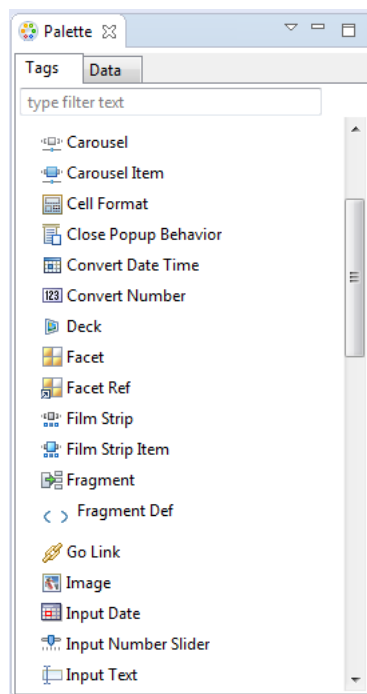 Palette
Tags Data
type filter text
Carousel
Carousel Item
Cell Format
Close Popup Behavior
Convert Date Time
123 Convert Number
Deck
Facet
Facet Ref
Film Strip
Film Strip Item
Fragment
Fragment Def
Go Link
Image
Input Date
Input Number Slider
Input Text